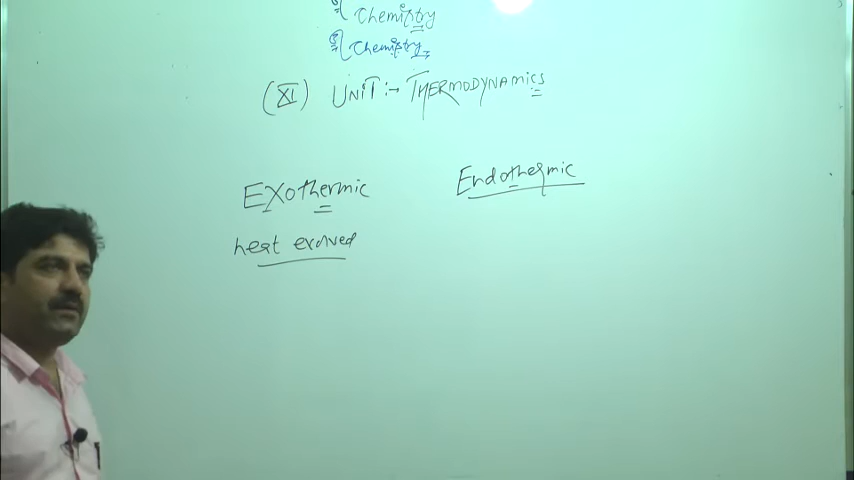 Chemistry
Chemistry
(XI) UNIT :- THERMODYNAMICS
EXothermic Endothermic
heat evolved